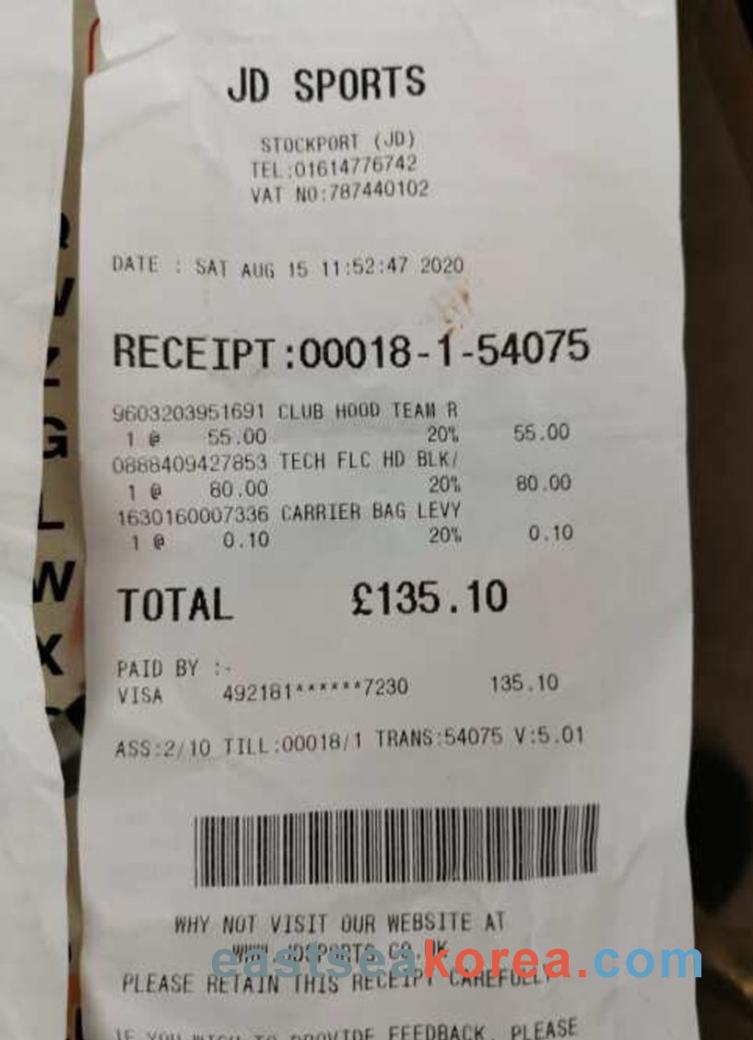 JD SPORTS
STOCKPORT (JD)
TEL:01614776742
VAT NO:787440102
DATE : SAT AUG 15 11:52:47 2020
RECEIPT:00018-1-54075
9603203951691 CLUB HOOD TEAM R
1 @ 55.00 20% 55.00
0888409427853 TECH FLC HD BLK/
1 @ 80.00 20% 80.00
1630160007336 CARRIER BAG LEVY
1 @ 0.10 20% 0.10
TOTAL £135.10
PAID BY :-
VISA 492181******7230 135.10
ASS:2/10 TILL:00018/1 TRANS:54075 V:5.01
WHY NOT VISIT OUR WEBSITE AT
WWW.JDSPORTS.CO.UK
eastseakorea.com
PLEASE RETAIN THIS RECEIPT CAREFULLY
IF YOU WISH TO PROVIDE FEEDBACK, PLEASE
V
Z
G
L
W
X